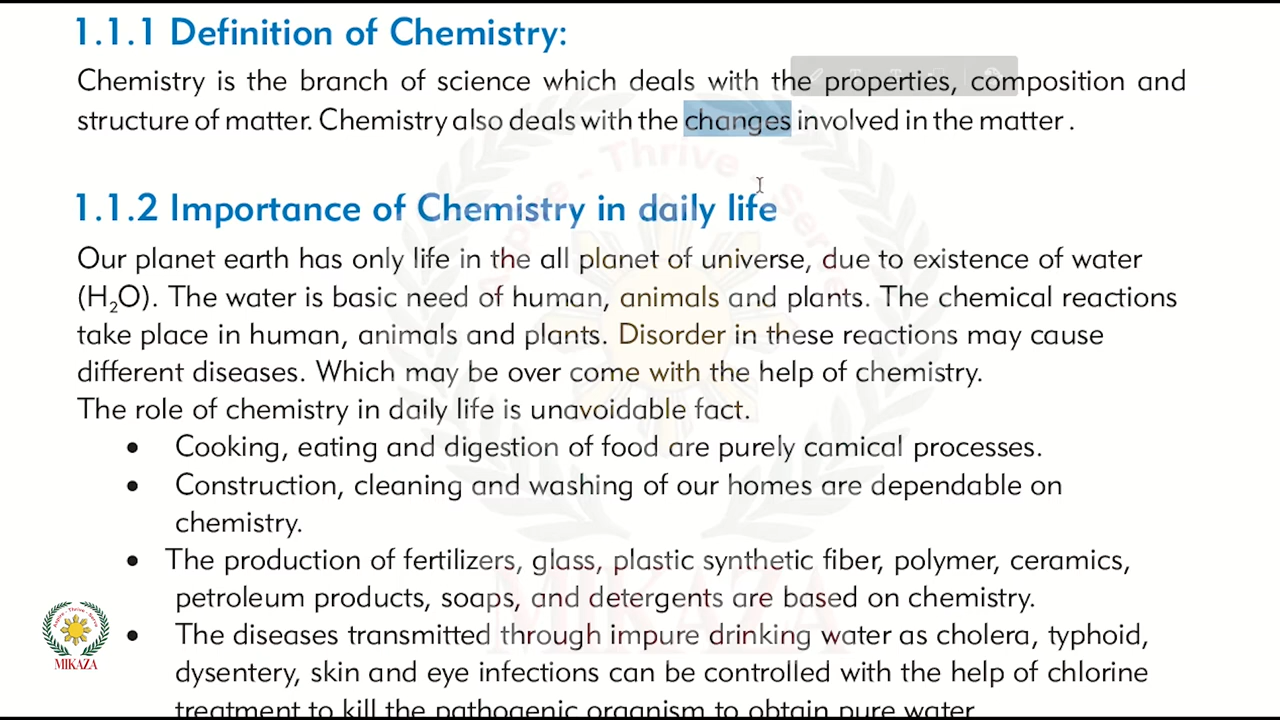 1.1.1 Definition of Chemistry:
Chemistry is the branch of science which deals with the properties, composition and
structure of matter. Chemistry also deals with the changes involved in the matter .
1.1.2 Importance of Chemistry in daily life
Our planet earth has only life in the all planet of universe, due to existence of water
(H₂O). The water is basic need of human, animals and plants. The chemical reactions
take place in human, animals and plants. Disorder in these reactions may cause
different diseases. Which may be over come with the help of chemistry.
The role of chemistry in daily life is unavoidable fact.
• Cooking, eating and digestion of food are purely camical processes.
• Construction, cleaning and washing of our homes are dependable on
chemistry.
• The production of fertilizers, glass, plastic synthetic fiber, polymer, ceramics,
petroleum products, soaps, and detergents are based on chemistry.
• The diseases transmitted through impure drinking water as cholera, typhoid,
dysentery, skin and eye infections can be controlled with the help of chlorine
treatment to kill the pathogenic organism to obtain pure water
MIKAZA
Thrive - Serve
MIKAZA